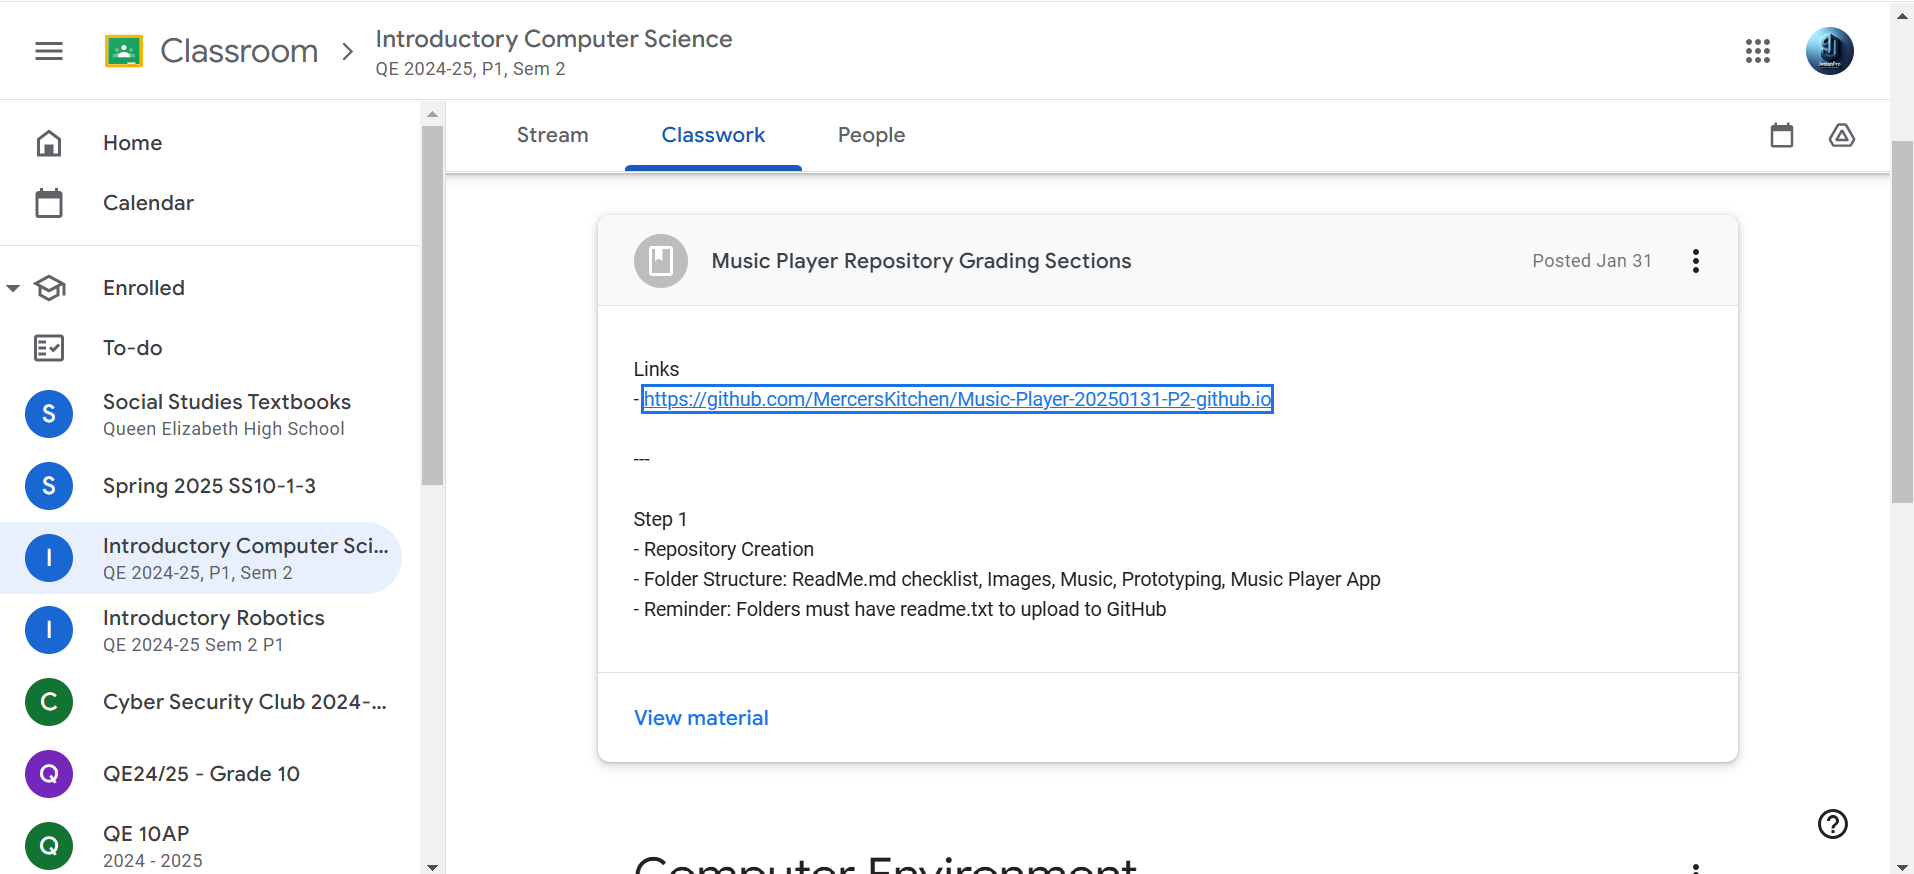 Classroom
Introductory Computer Science
QE 2024-25, P1, Sem 2
Home
Calendar
Enrolled
To-do
S
Social Studies Textbooks
Queen Elizabeth High School
S
Spring 2025 SS10-1-3
I
Introductory Computer Sci...
QE 2024-25, P1, Sem 2
I
Introductory Robotics
QE 2024-25 Sem 2 P1
C
Cyber Security Club 2024-...
Q
QE24/25 - Grade 10
Q
QE 10AP
2024 - 2025
Stream
Classwork
People
Music Player Repository Grading Sections
Posted Jan 31
Links
- https://github.com/MercersKitchen/Music-Player-20250131-P2-github.io
---
Step 1
- Repository Creation
- Folder Structure: ReadMe.md checklist, Images, Music, Prototyping, Music Player App
- Reminder: Folders must have readme.txt to upload to GitHub
View material
Computer Environment